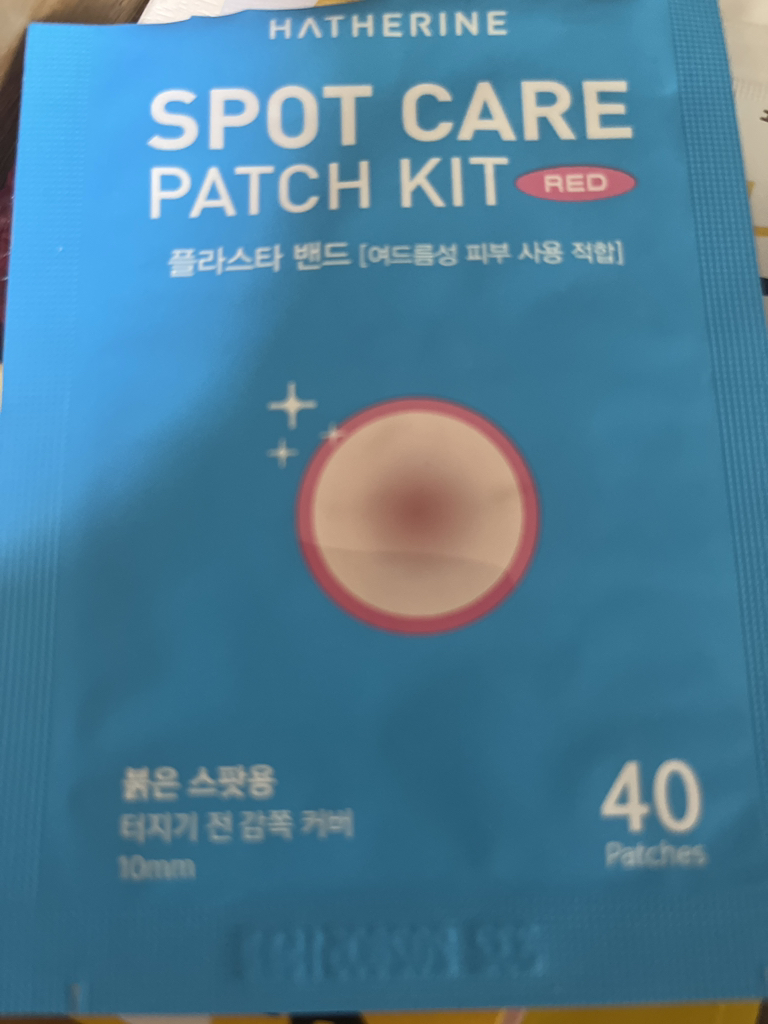 HATHERINE
SPOT CARE
PATCH KIT RED
플라스타 밴드 [여드름성 피부 사용 적합]
붉은 스팟용
터지기 전 감쪽 커버
10mm
40
Patches